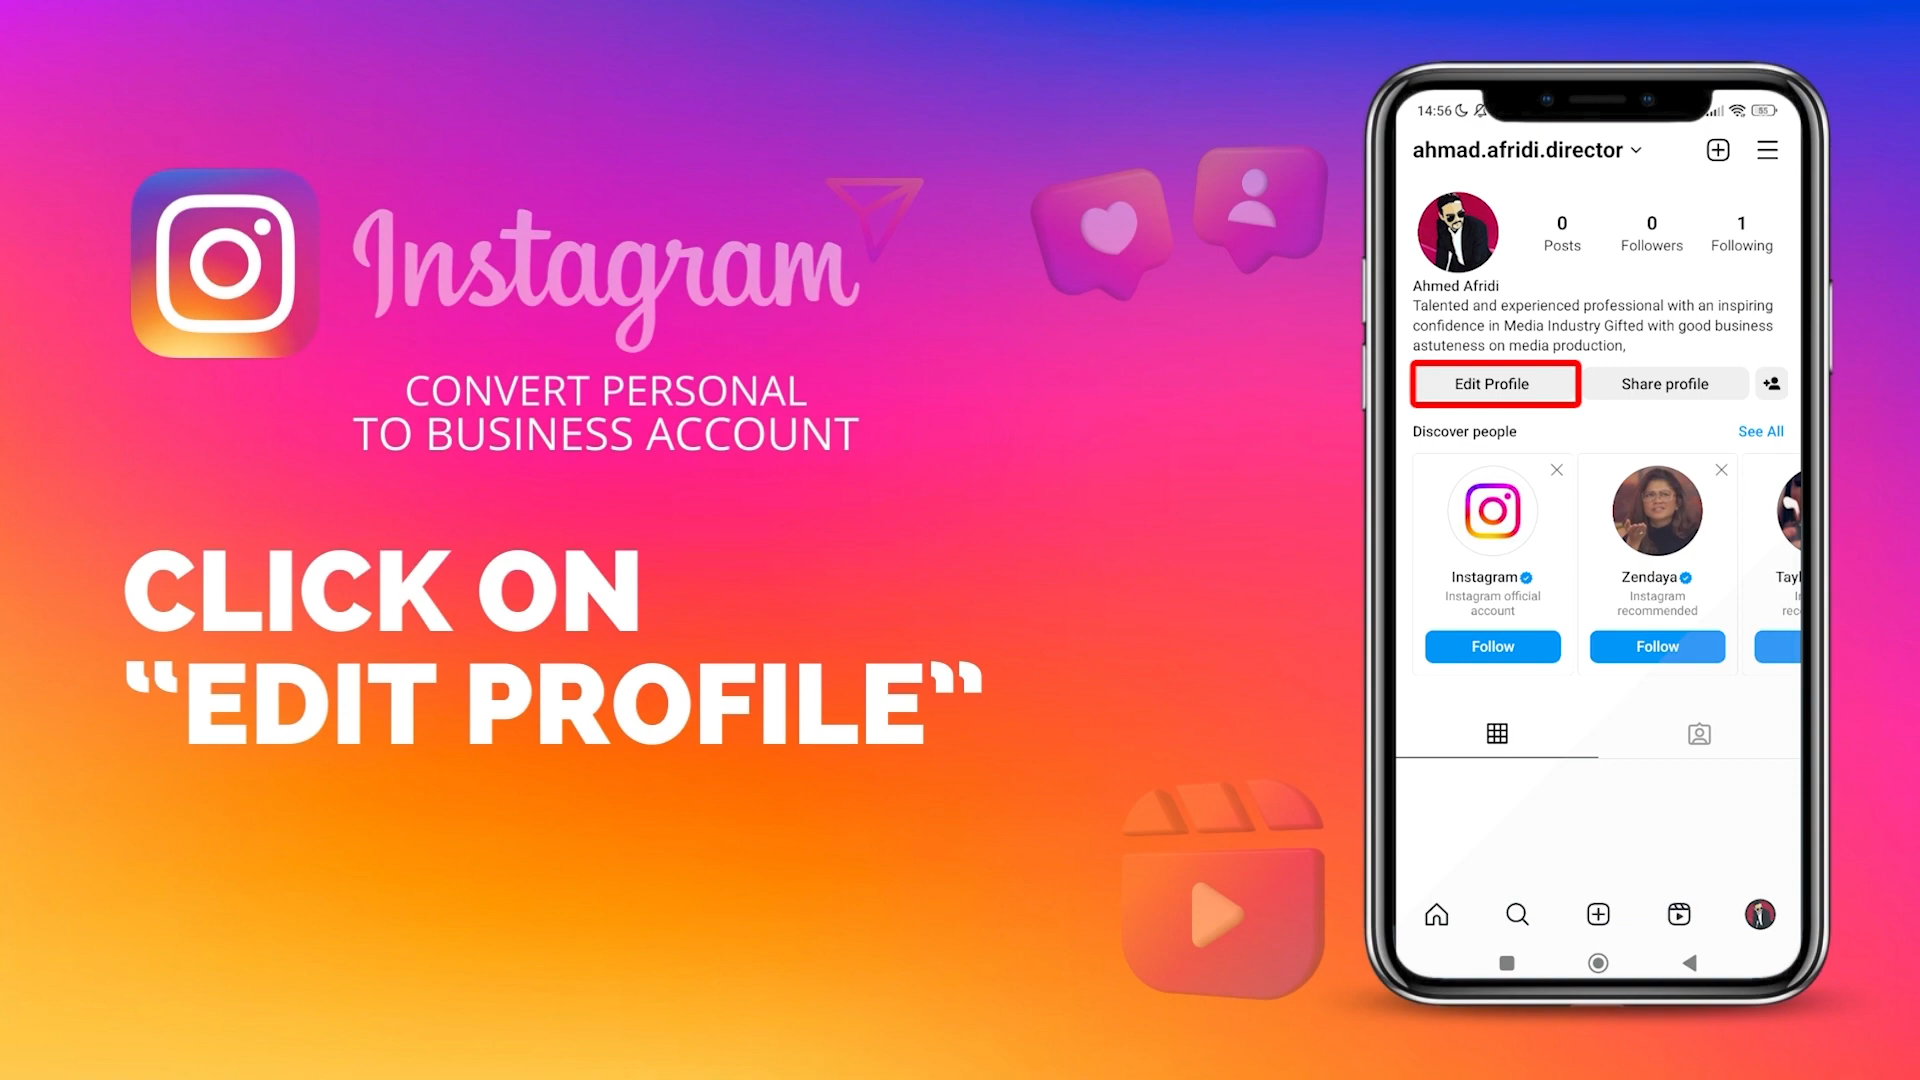 Instagram
CONVERT PERSONAL
TO BUSINESS ACCOUNT
CLICK ON
“EDIT PROFILE”
14:56
55
ahmad.afridi.director
0
Posts
0
Followers
1
Following
Ahmed Afridi
Talented and experienced professional with an inspiring
confidence in Media Industry Gifted with good business
astuteness on media production,
Edit Profile
Share profile
Discover people
See All
Instagram
Instagram official
account
Follow
Zendaya
Instagram
recommended
Follow